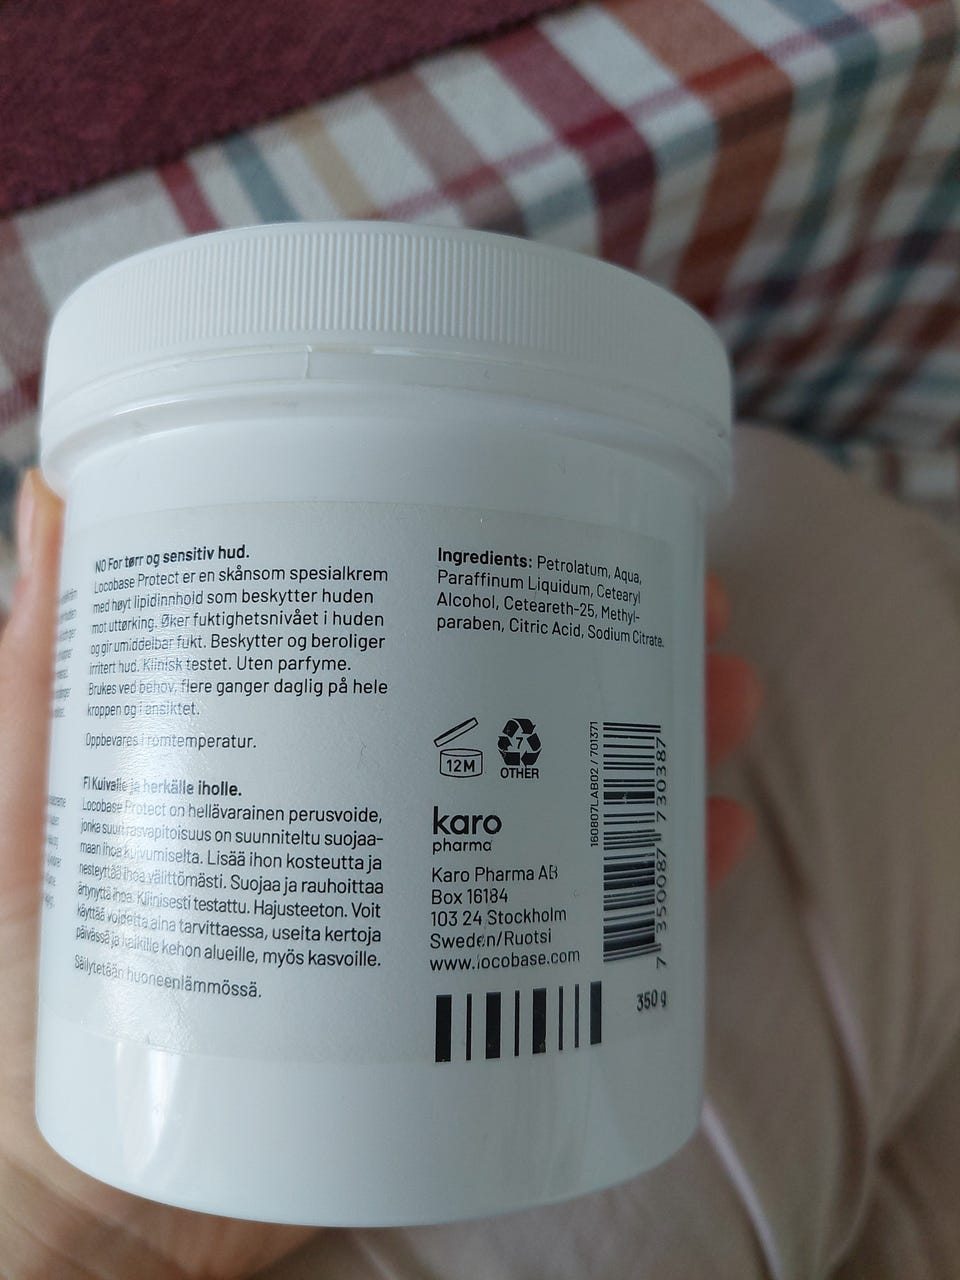 NO For tørr og sensitiv hud.
Locobase Protect er en skånsom spesialkrem
med høyt lipidinnhold som beskytter huden
mot uttørking. Øker fuktighetsnivået i huden
og gir umiddelbar fukt. Beskytter og beroliger
irritert hud. Klinisk testet. Uten parfyme.
Brukes ved behov, flere ganger daglig på hele
kroppen og i ansiktet.
Oppbevares i romtemperatur.
FI Kuivalle ja herkälle iholle.
Locobase Protect on hellävarainen perusvoide,
jonka suuri rasvapitoisuus on suunniteltu suojaa-
maan ihoa kuivumiselta. Lisää ihon kosteutta ja
nesteyttää ihoa välittömästi. Suojaa ja rauhoittaa
ärtynyttä ihoa. Kliinisesti testattu. Hajusteeton. Voit
käyttää voidetta aina tarvittaessa, useita kertoja
päivässä ja kaikille kehon alueille, myös kasvoille.
Säilytetään huoneenlämmössä.
Ingredients: Petrolatum, Aqua,
Paraffinum Liquidum, Cetearyl
Alcohol, Ceteareth-25, Methyl-
paraben, Citric Acid, Sodium Citrate.
12M
7
OTHER
karo
pharma
Karo Pharma AB
Box 16184
103 24 Stockholm
Sweden/Ruotsi
www.locobase.com
160807LAB02 / 701371
7 350087 730387
350 g